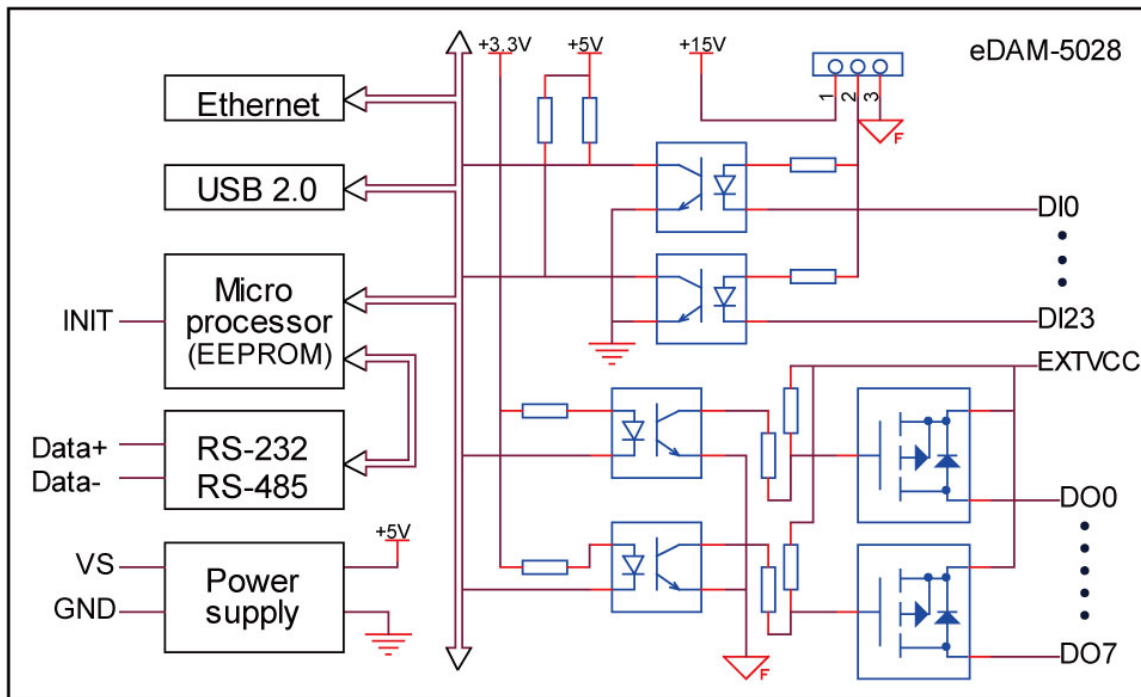 eDAM-5028
+3.3V
+5V
+15V
1
2
3
F
Ethernet
USB 2.0
Micro
processor
(EEPROM)
INIT
RS-232
RS-485
Data+
Data-
+5V
VS
GND
Power
supply
DI0
DI23
EXTVCC
DO0
DO7
F